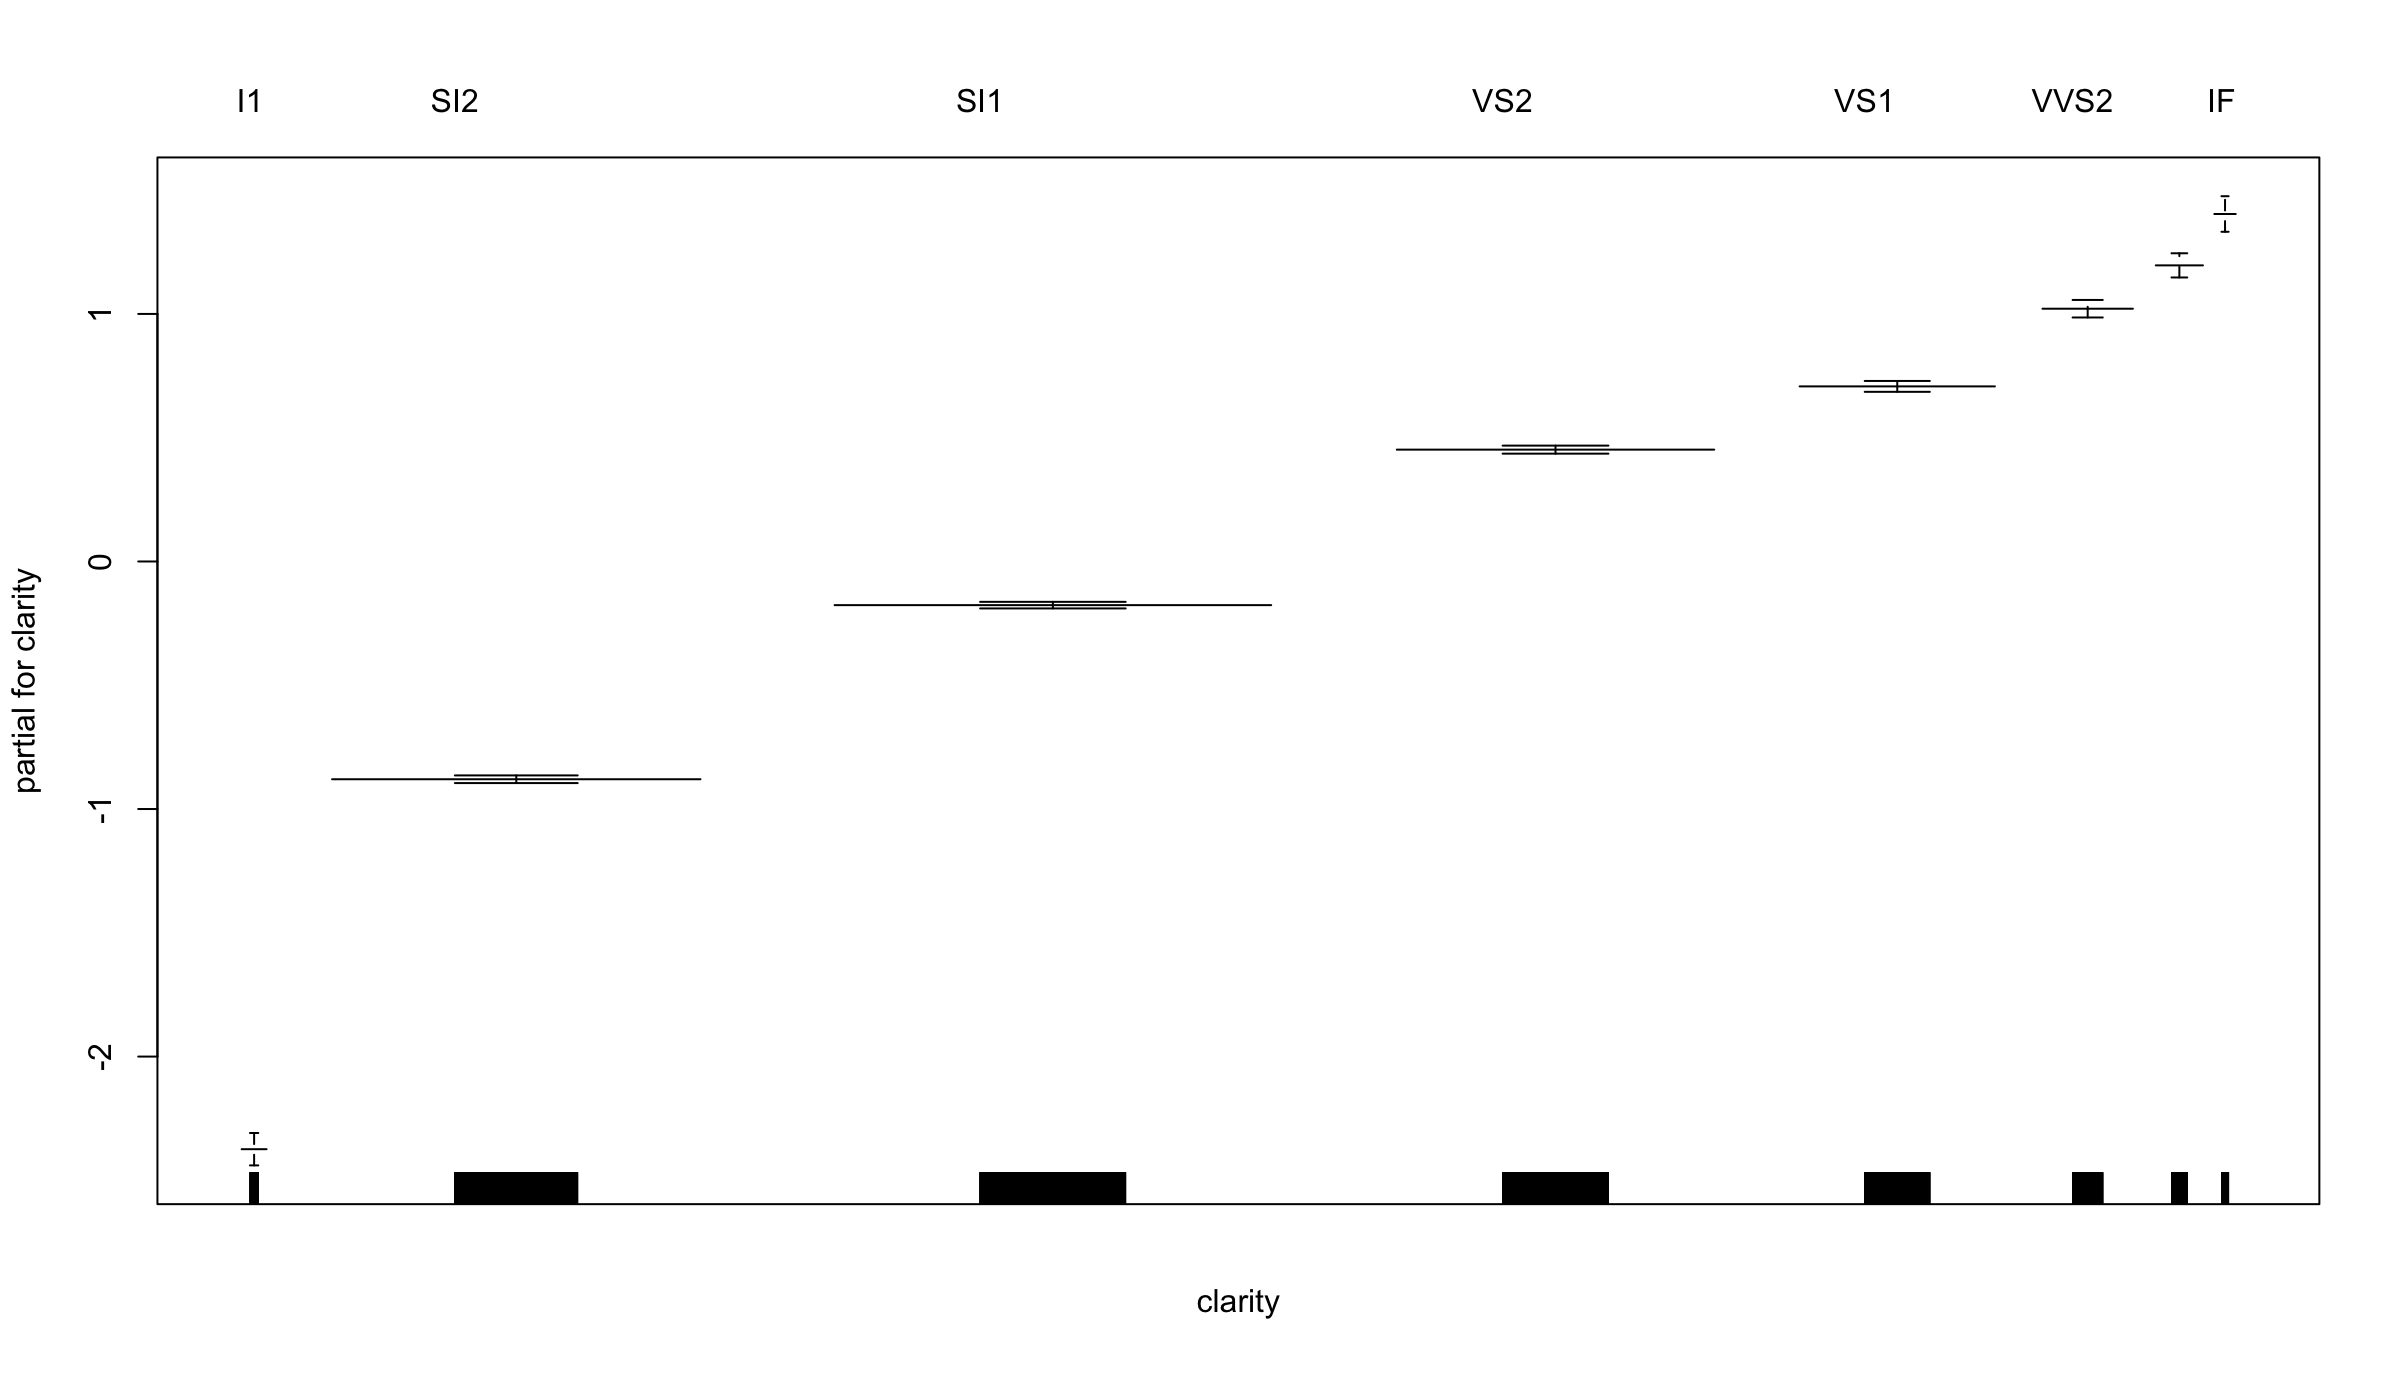 I1 SI2 SI1 VS2 VS1 VVS2 IF
1
0
-1
-2
partial for clarity
clarity